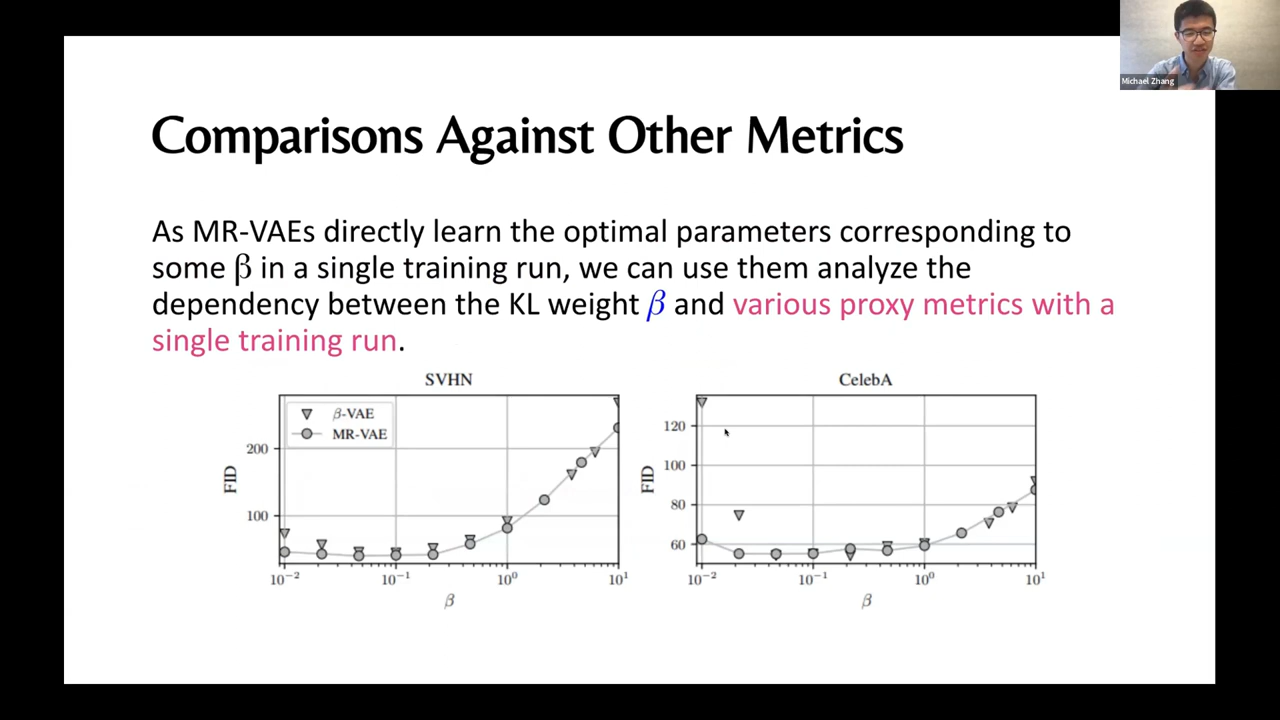 Michael Zhang
Comparisons Against Other Metrics
As MR-VAEs directly learn the optimal parameters corresponding to
some β in a single training run, we can use them analyze the
dependency between the KL weight β and various proxy metrics with a
single training run.
SVHN
β-VAE
MR-VAE
FID
200
100
10⁻² 10⁻¹ 10⁰ 10¹
β
CelebA
FID
120
100
80
60
10⁻² 10⁻¹ 10⁰ 10¹
β